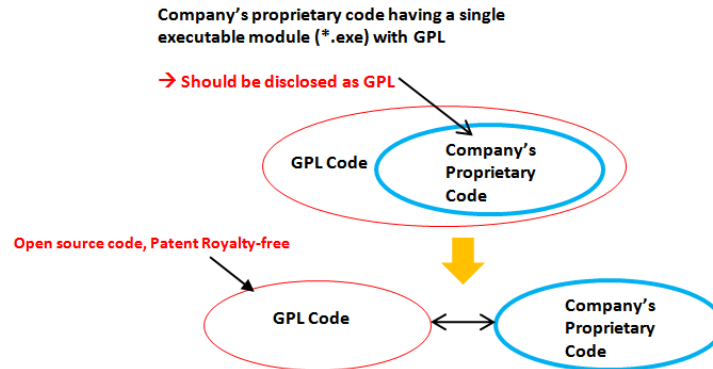 Company's proprietary code having a single
executable module (*.exe) with GPL
→ Should be disclosed as GPL
GPL Code
Company's
Proprietary
Code
Open source code, Patent Royalty-free
GPL Code
Company's
Proprietary
Code